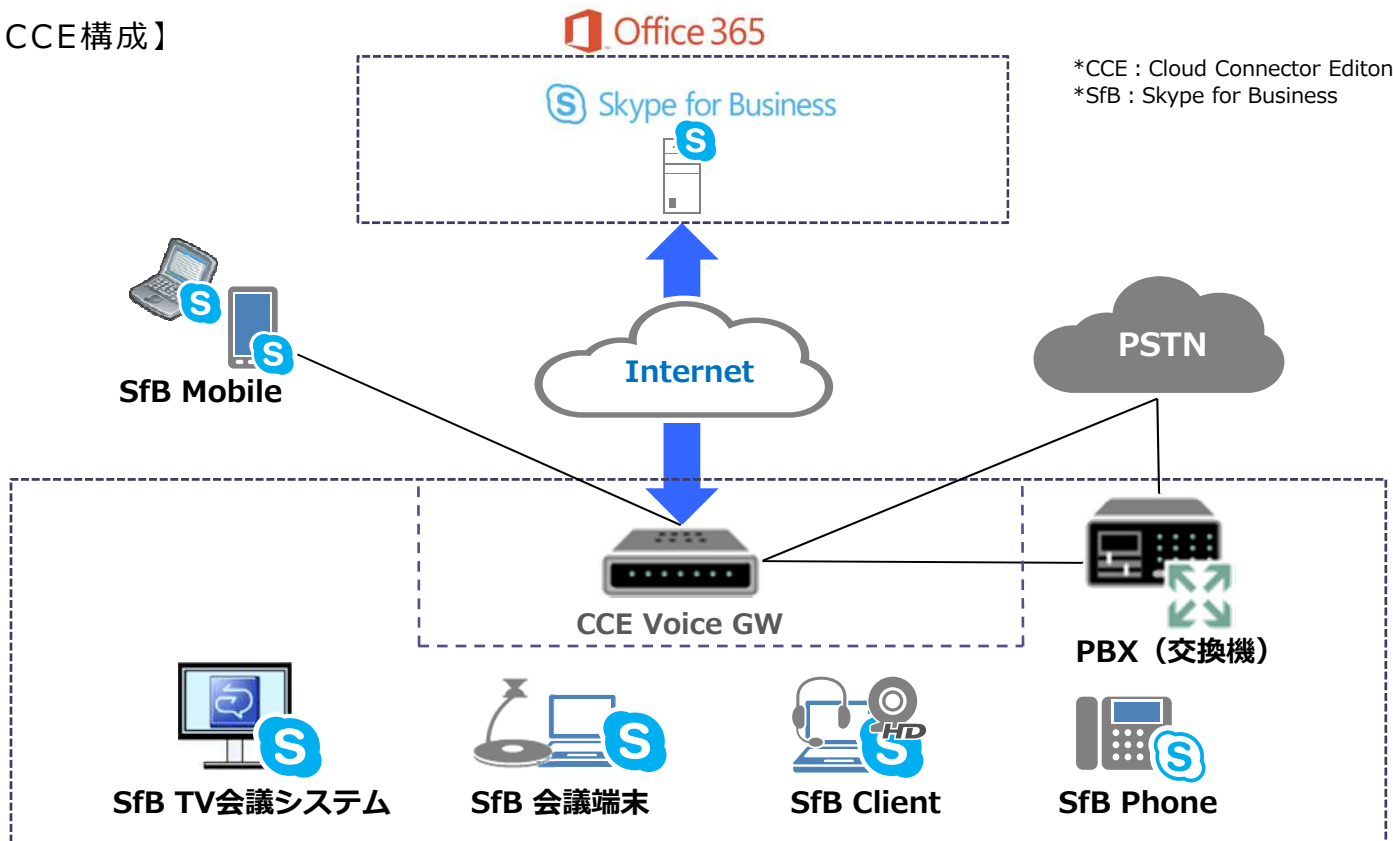 CCE構成】
Office 365
*CCE : Cloud Connector Editon
*SfB : Skype for Business
S Skype for Business
S
S
S
SfB Mobile
Internet
PSTN
CCE Voice GW
PBX（交換機）
S
S
HD
S
S
SfB TV会議システム
SfB 会議端末
SfB Client
SfB Phone